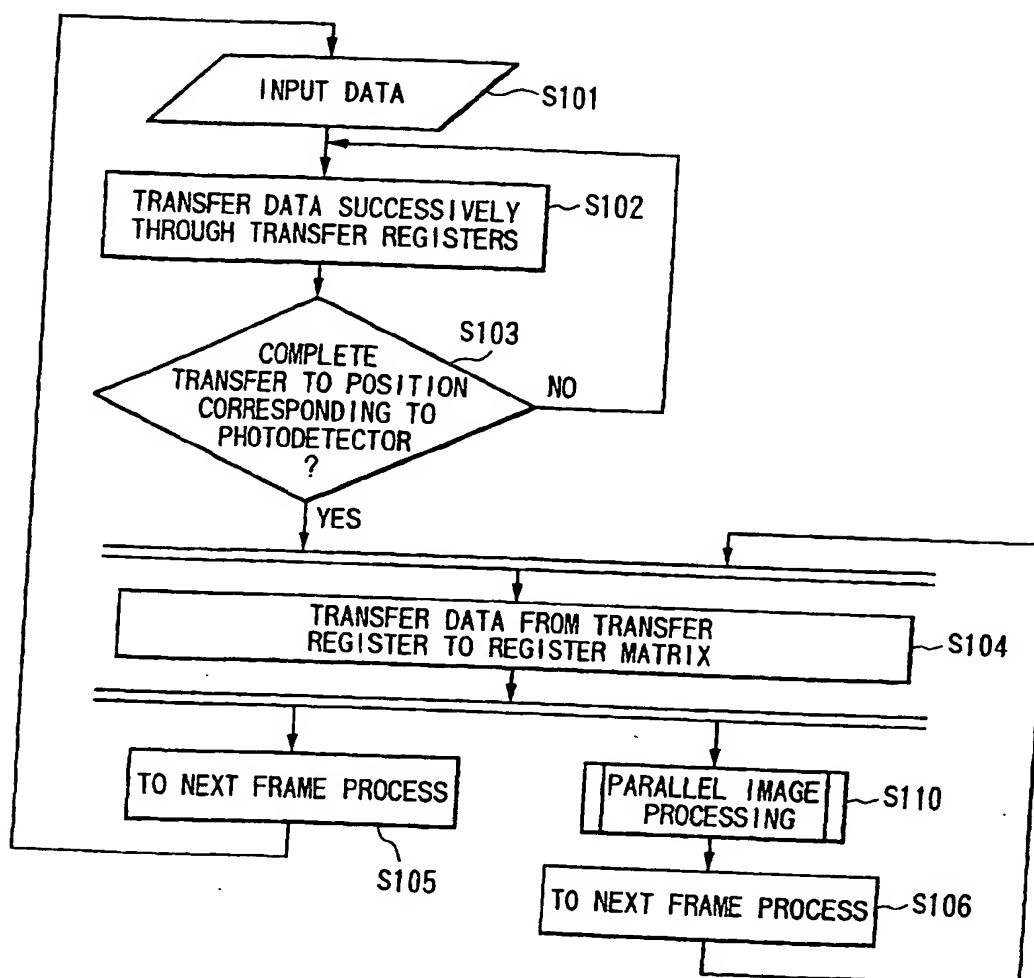 INPUT DATA
S101
TRANSFER DATA SUCCESSIVELY
THROUGH TRANSFER REGISTERS
S102
S103
COMPLETE
TRANSFER TO POSITION
CORRESPONDING TO
PHOTODETECTOR
?
NO
YES
TRANSFER DATA FROM TRANSFER
REGISTER TO REGISTER MATRIX
S104
TO NEXT FRAME PROCESS
S105
PARALLEL IMAGE
PROCESSING
S110
TO NEXT FRAME PROCESS
S106